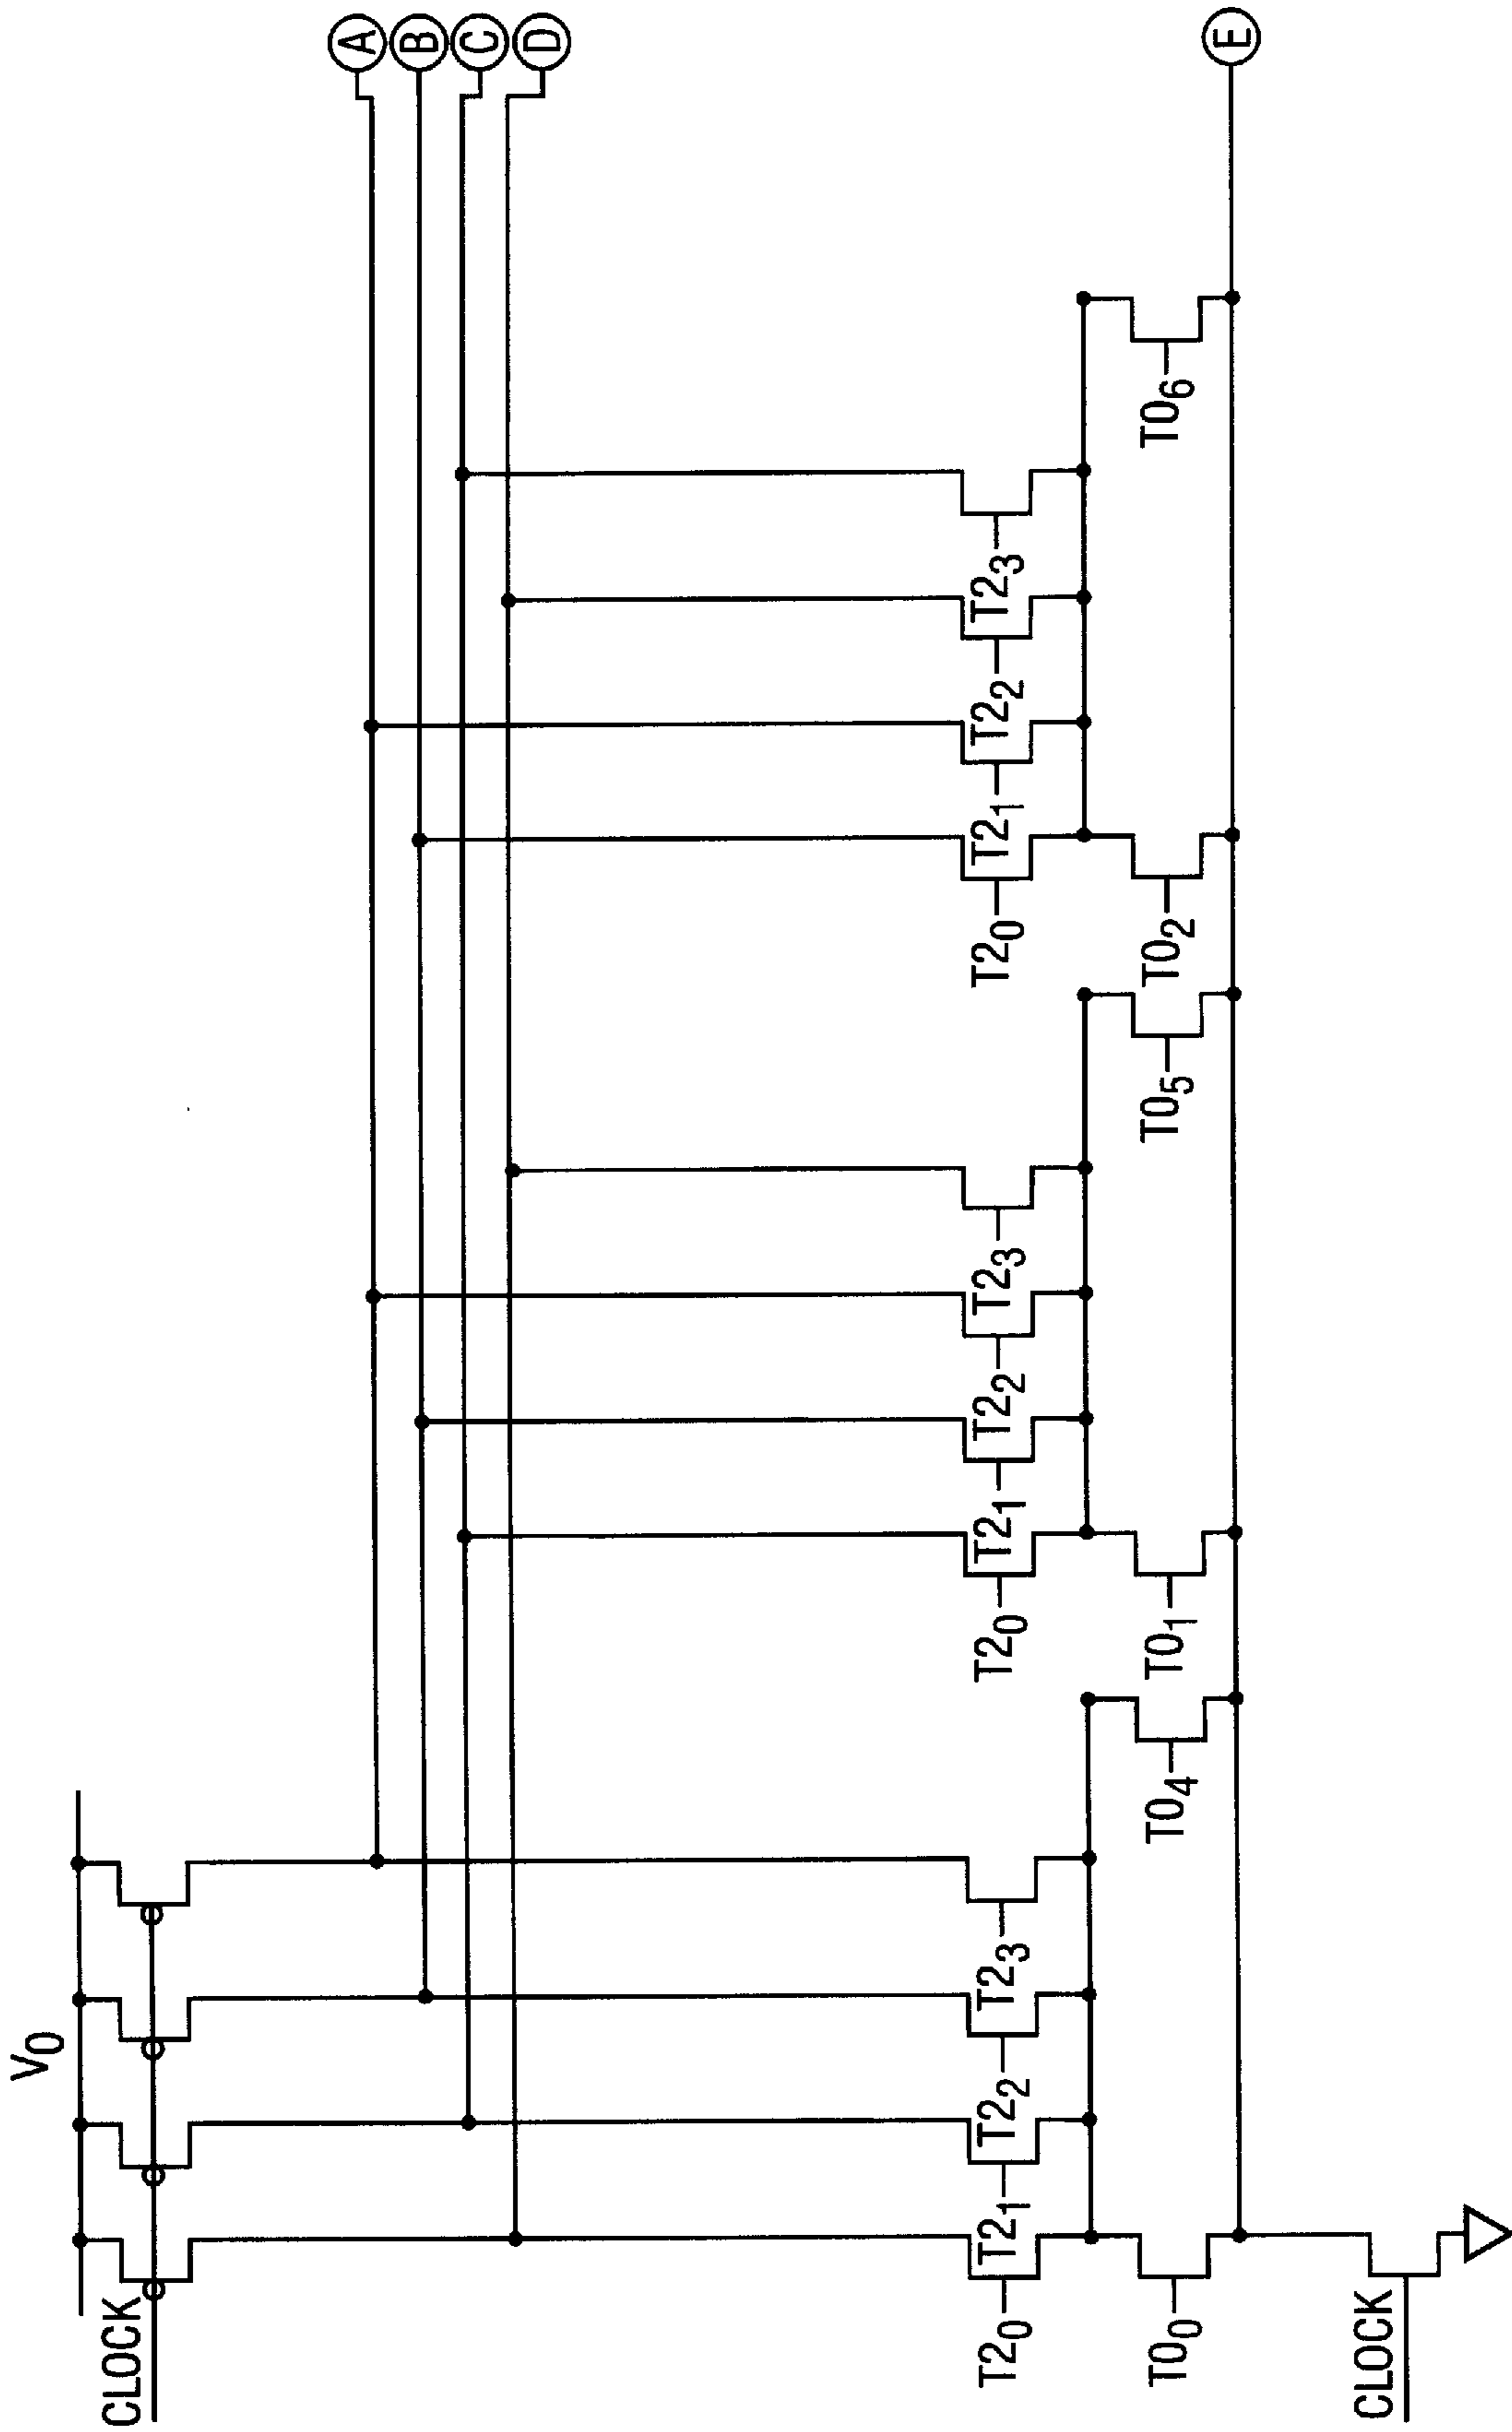 V₀
CLOCK
A
B
C
D
T2₀ T2₁ T2₂ T2₃ T2₀ T2₁ T2₂ T2₃ T2₀ T2₁ T2₂ T2₃
T0₀ T0₄ T0₁ T0₅ T0₂ T0₆
E
CLOCK